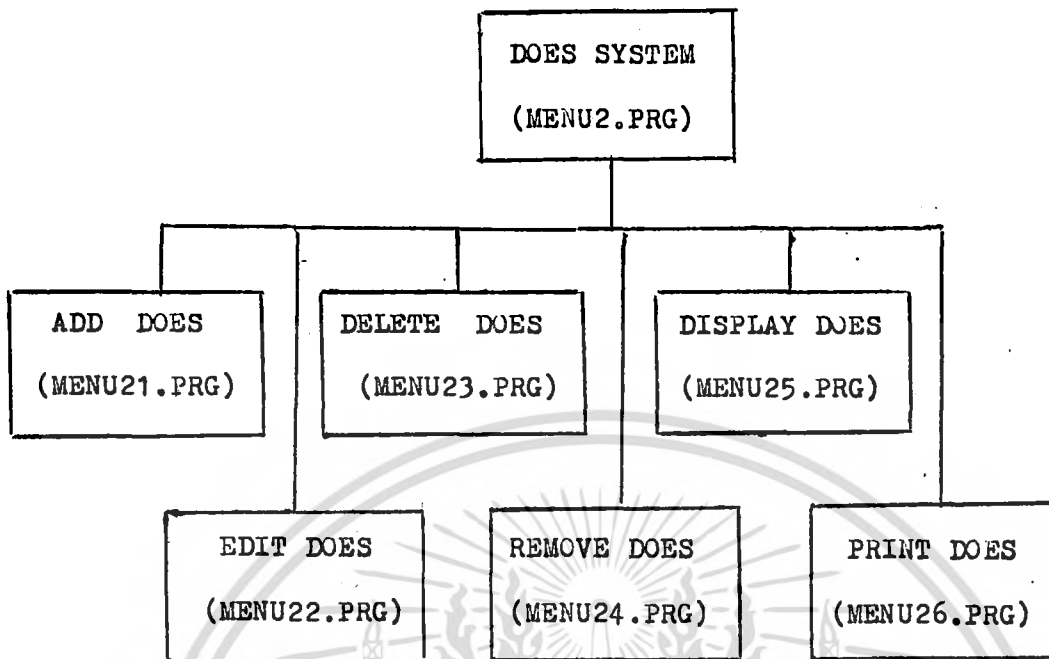 DOES SYSTEM
(MENU2.PRG)
ADD DOES
(MENU21.PRG)
DELETE DOES
(MENU23.PRG)
DISPLAY DOES
(MENU25.PRG)
EDIT DOES
(MENU22.PRG)
REMOVE DOES
(MENU24.PRG)
PRINT DOES
(MENU26.PRG)